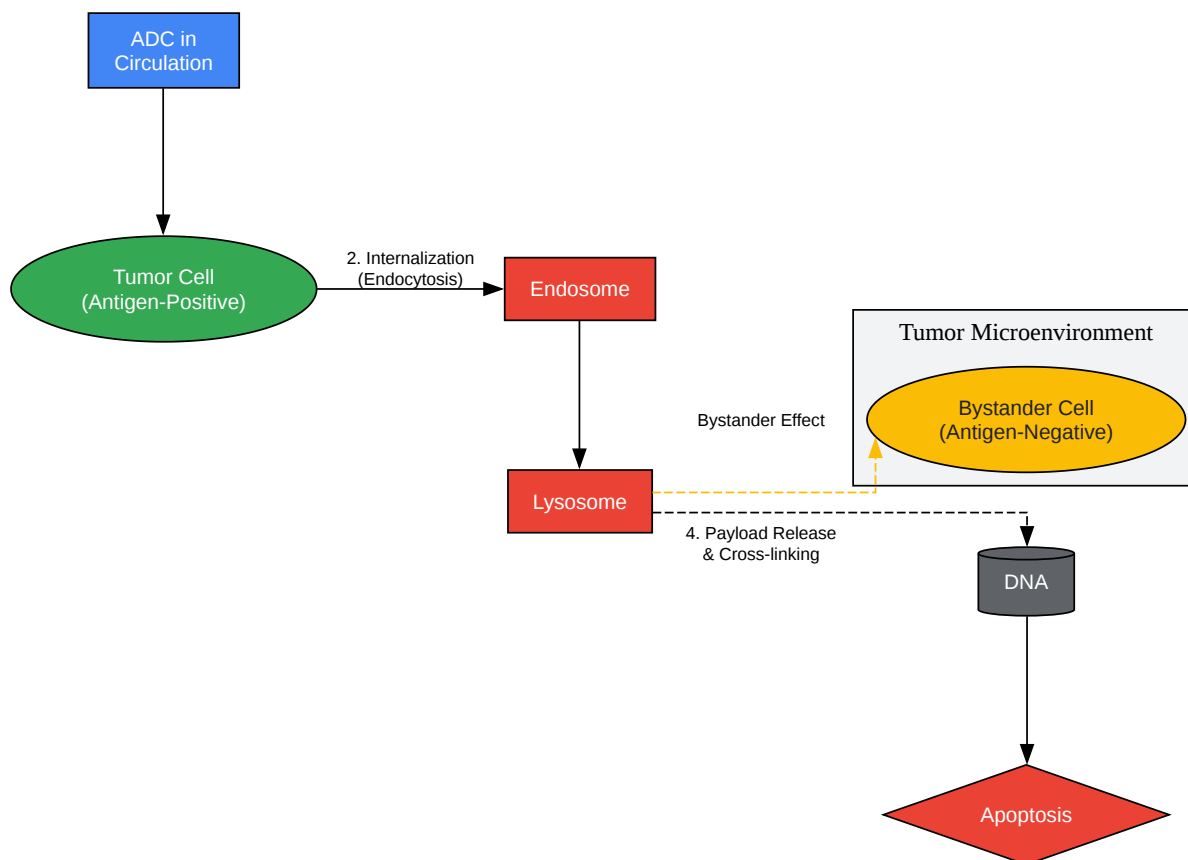 ADC in
Circulation
Tumor Cell
(Antigen-Positive)
2. Internalization
(Endocytosis)
Endosome
Tumor Microenvironment
Bystander Cell
(Antigen-Negative)
Bystander Effect
Lysosome
4. Payload Release
& Cross-linking
DNA
Apoptosis